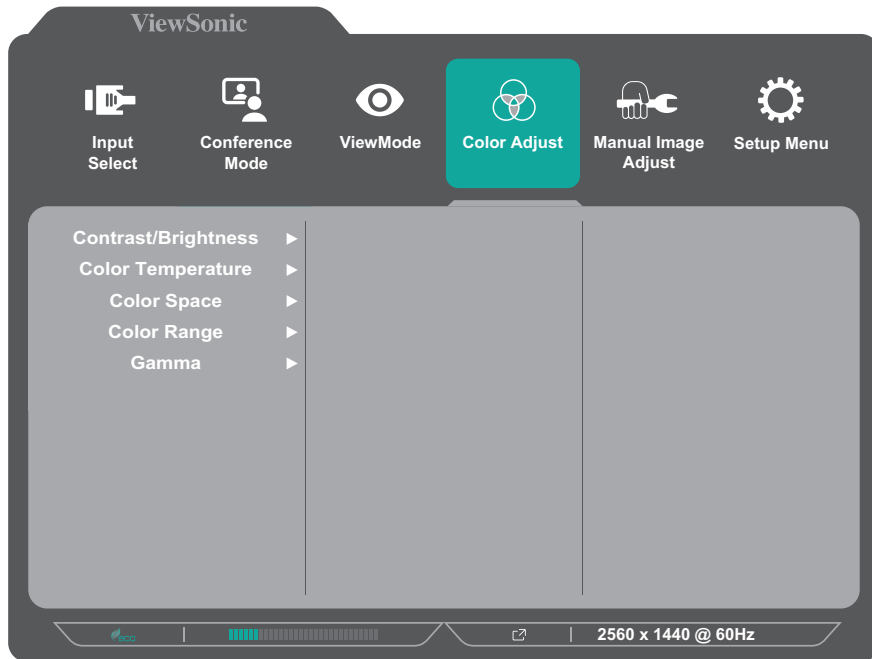 ViewSonic
Input
Select
Conference
Mode
ViewMode
Color Adjust
Manual Image
Adjust
Setup Menu
Contrast/Brightness
Color Temperature
Color Space
Color Range
Gamma
eco
2560 x 1440 @ 60Hz